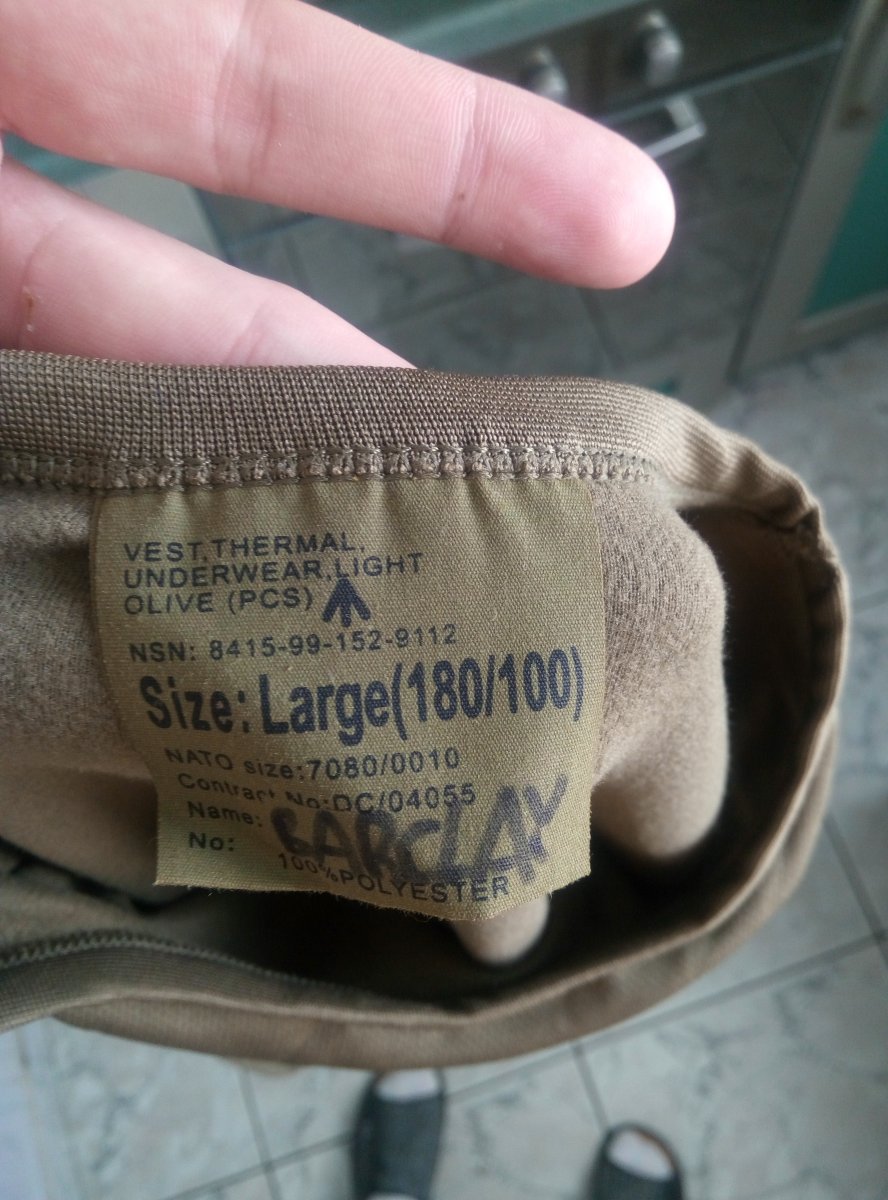 VEST,THERMAL,
UNDERWEAR,LIGHT
OLIVE (PCS)
NSN: 8415-99-152-9112
Size: Large(180/100)
NATO size:7080/0010
Contract No:DC/04055
Name: BARCLAY
No:
100%POLYESTER